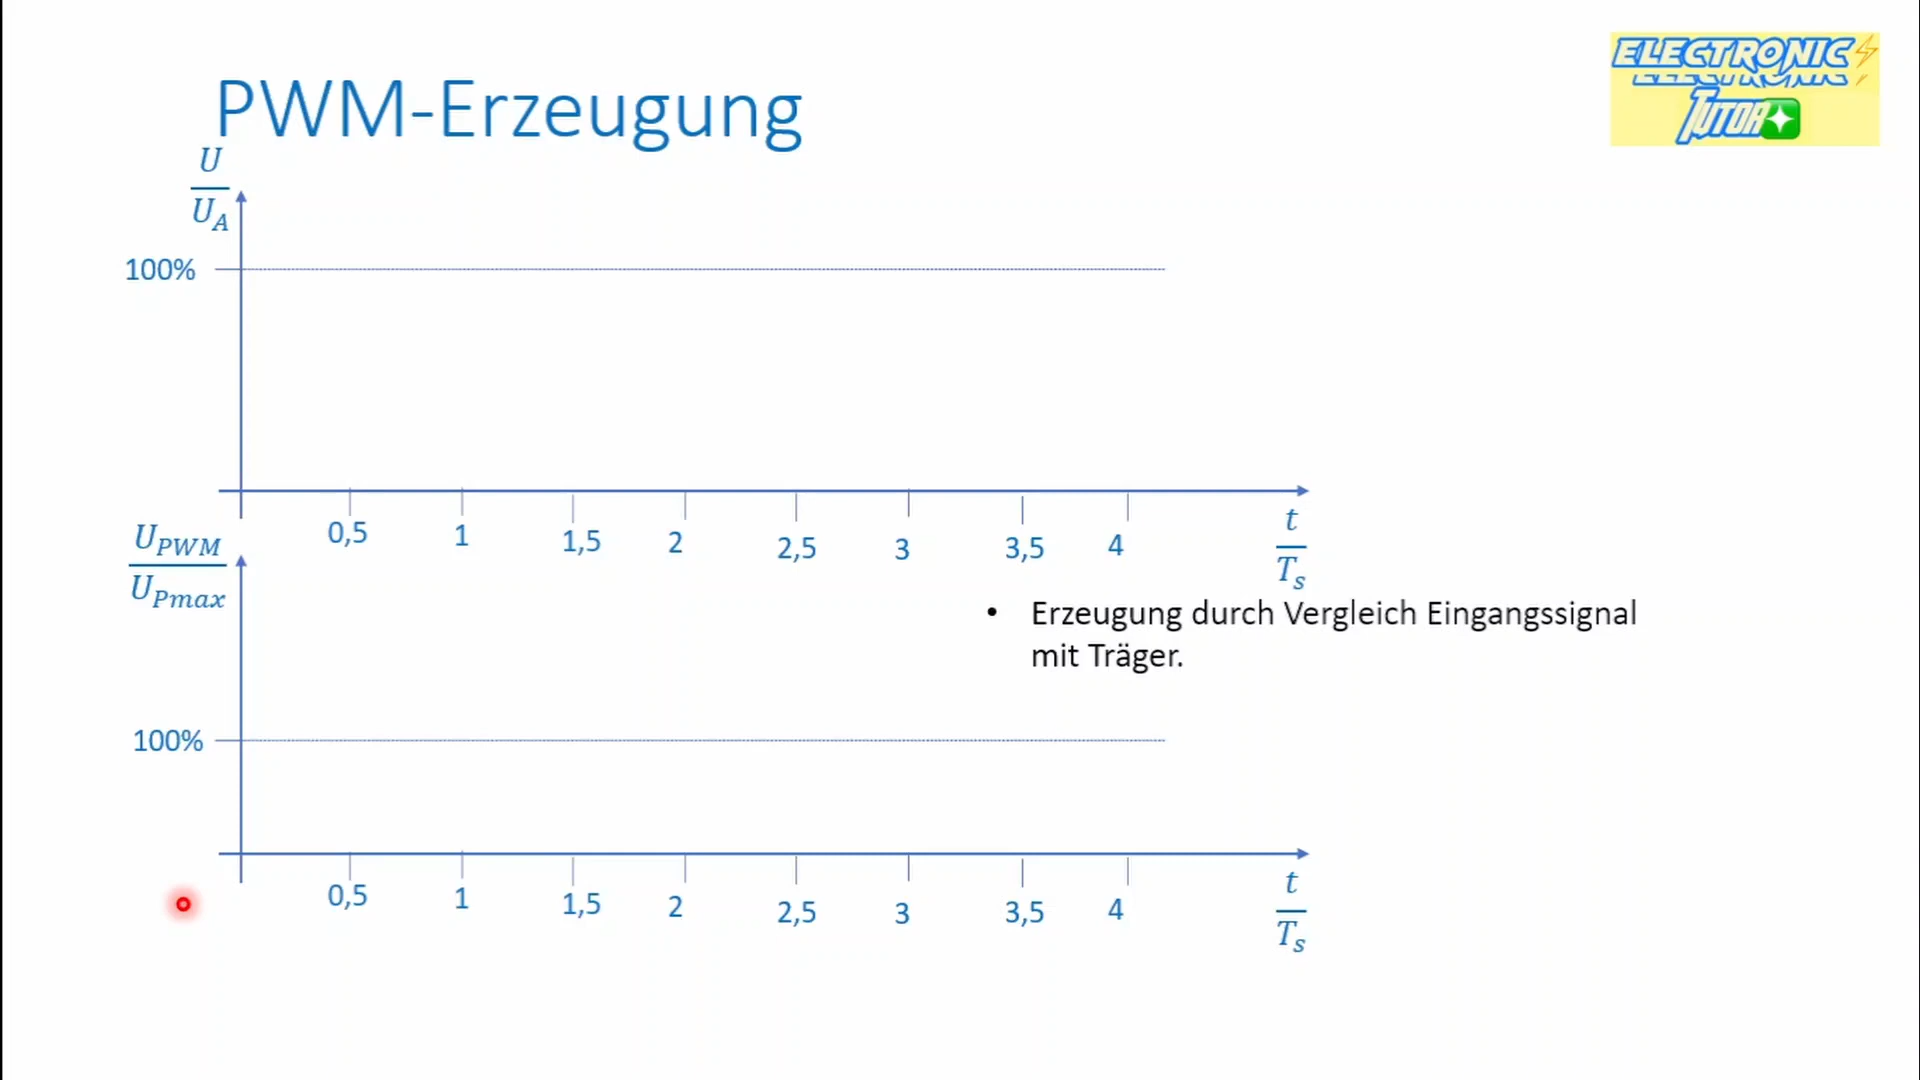 PWM-Erzeugung
ELECTRONIC
TUTOR
U
U_A
100%
0,5 1 1,5 2 2,5 3 3,5 4
t
T_s
U_PWM
U_Pmax
• Erzeugung durch Vergleich Eingangssignal
mit Träger.
100%
0,5 1 1,5 2 2,5 3 3,5 4
t
T_s